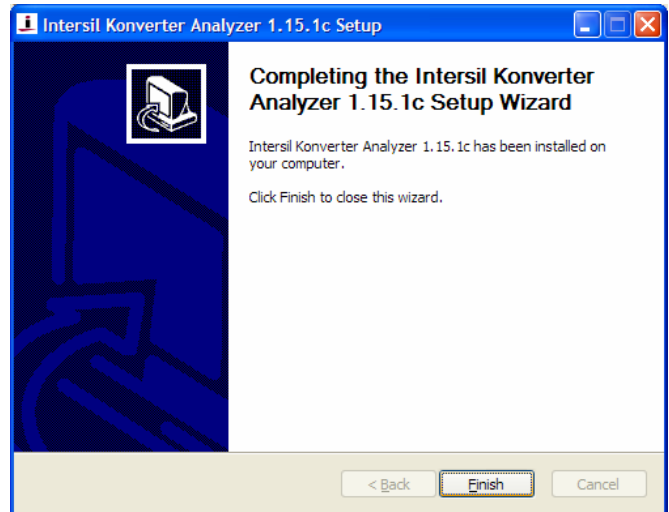 Intersil Konverter Analyzer 1.15.1c Setup
Completing the Intersil Konverter
Analyzer 1.15.1c Setup Wizard
Intersil Konverter Analyzer 1.15.1c has been installed on
your computer.
Click Finish to close this wizard.
< Back Finish Cancel